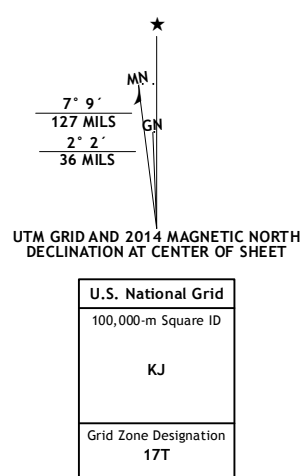 ★
MN
GN
7° 9´
127 MILS
2° 2´
36 MILS
UTM GRID AND 2014 MAGNETIC NORTH
DECLINATION AT CENTER OF SHEET
U.S. National Grid
100,000-m Square ID
KJ
Grid Zone Designation
17T